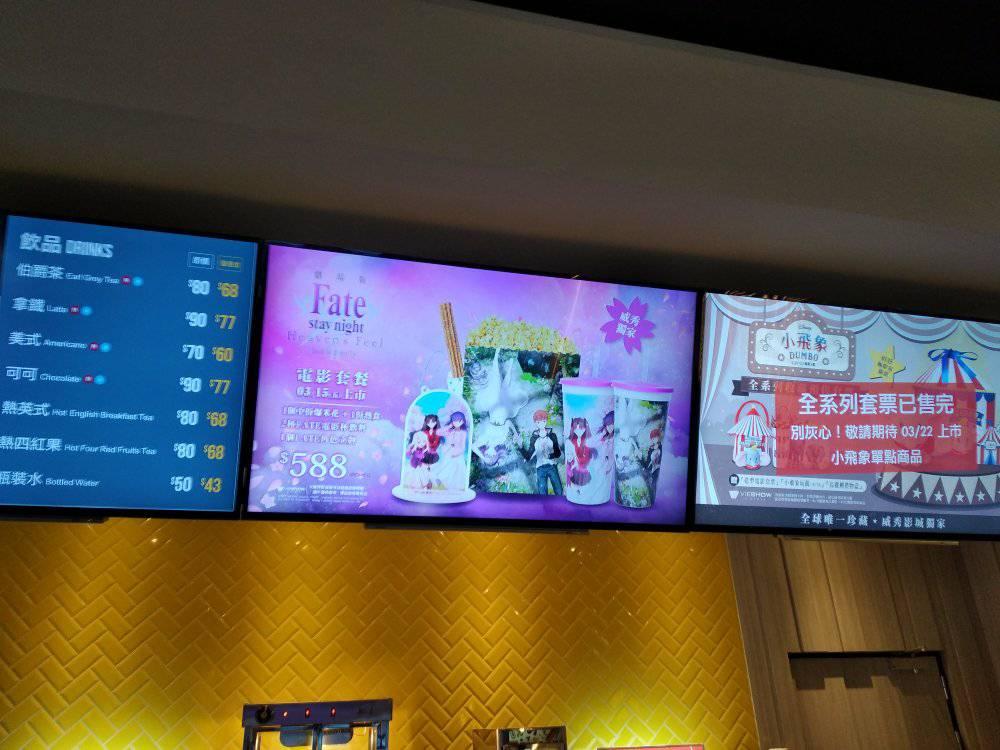 飲品 DRINKS
原價
伯爵茶 Earl Grey Tea $80 $68
拿鐵 Latte $90 $77
美式 Americano $70 $60
可可 Chocolate $90 $77
熱英式 Hot English Breakfast Tea $80 $68
熱四紅果 Hot Four Red Fruits Tea $80 $68
瓶裝水 Bottled Water $50 $43
劇場版
Fate
stay night
Heaven's Feel
電影套餐
03.15(五)上市
$588
威秀
獨家
Disney
小飛象
DUMBO
全系列套票已售完
別灰心！敬請期待 03/22 上市
小飛象單點商品
VIESHOW
全球唯一珍藏 • 威秀影城獨家